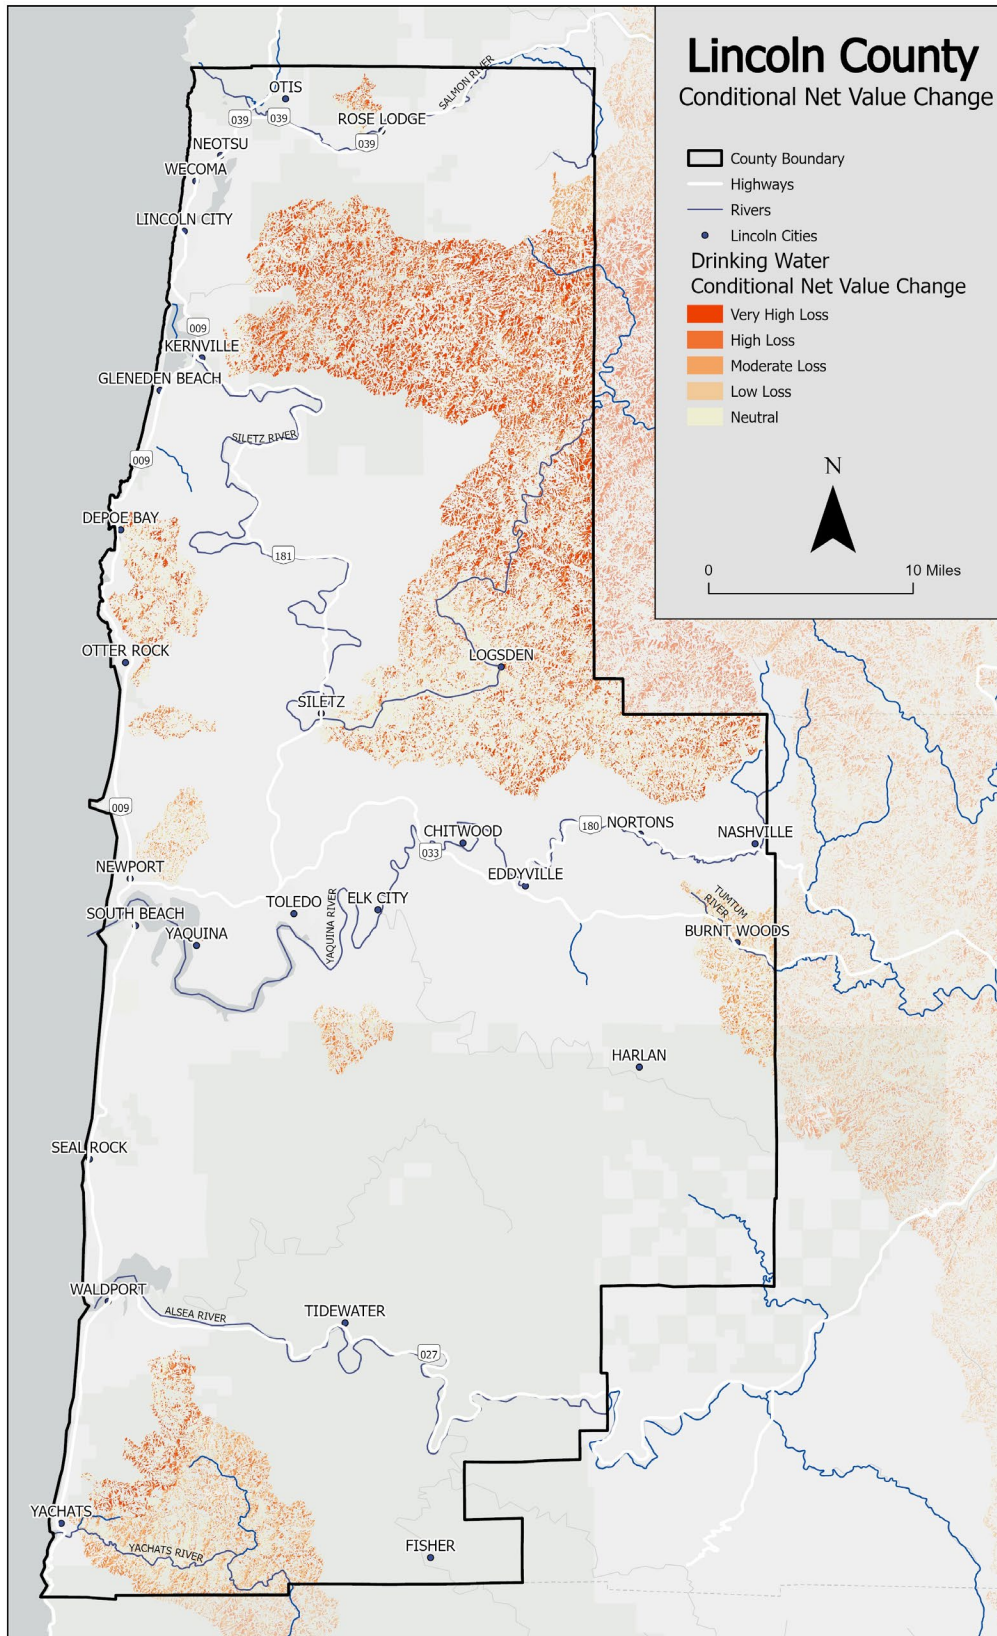 Lincoln County
Conditional Net Value Change
County Boundary
Highways
Rivers
Lincoln Cities
Drinking Water
Conditional Net Value Change
Very High Loss
High Loss
Moderate Loss
Low Loss
Neutral
N
0 10 Miles
SALMON RIVER
OTIS
039
039
ROSE LODGE
039
NEOTSU
WECOMA
LINCOLN CITY
009
KERNVILLE
GLENEDEN BEACH
SILETZ RIVER
009
DEPOE BAY
181
OTTER ROCK
LOGSDEN
SILETZ
009
CHITWOOD
180
NORTONS
NASHVILLE
033
NEWPORT
EDDYVILLE
TUMTUM
RIVER
SOUTH BEACH
TOLEDO
ELK CITY
YAQUINA RIVER
YAQUINA
BURNT WOODS
HARLAN
SEAL ROCK
WALDPORT
ALSEA RIVER
TIDEWATER
027
YACHATS
YACHATS RIVER
FISHER